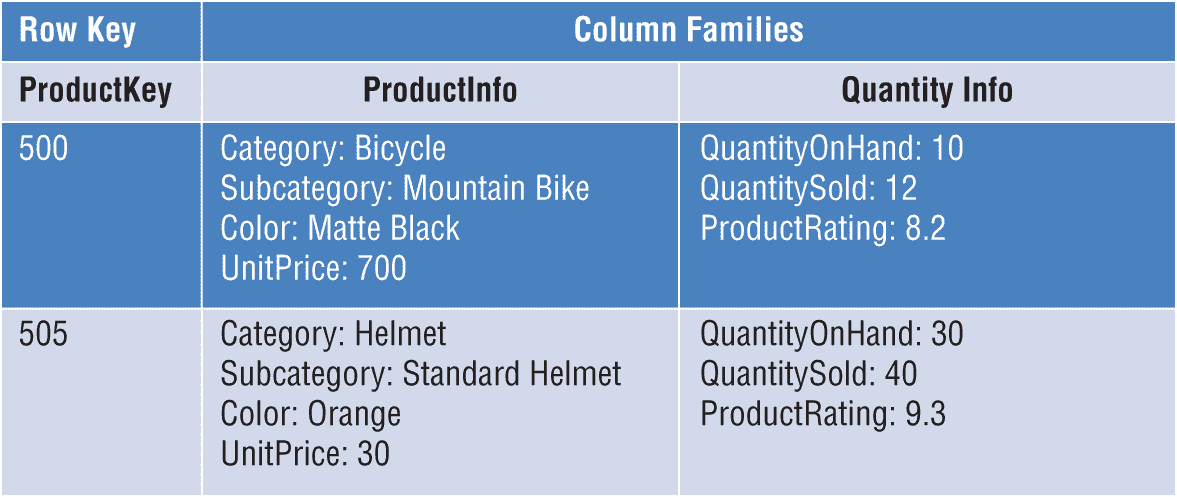 Row Key
Column Families
ProductKey
ProductInfo
Quantity Info
500
Category: Bicycle
Subcategory: Mountain Bike
Color: Matte Black
UnitPrice: 700
QuantityOnHand: 10
QuantitySold: 12
ProductRating: 8.2
505
Category: Helmet
Subcategory: Standard Helmet
Color: Orange
UnitPrice: 30
QuantityOnHand: 30
QuantitySold: 40
ProductRating: 9.3